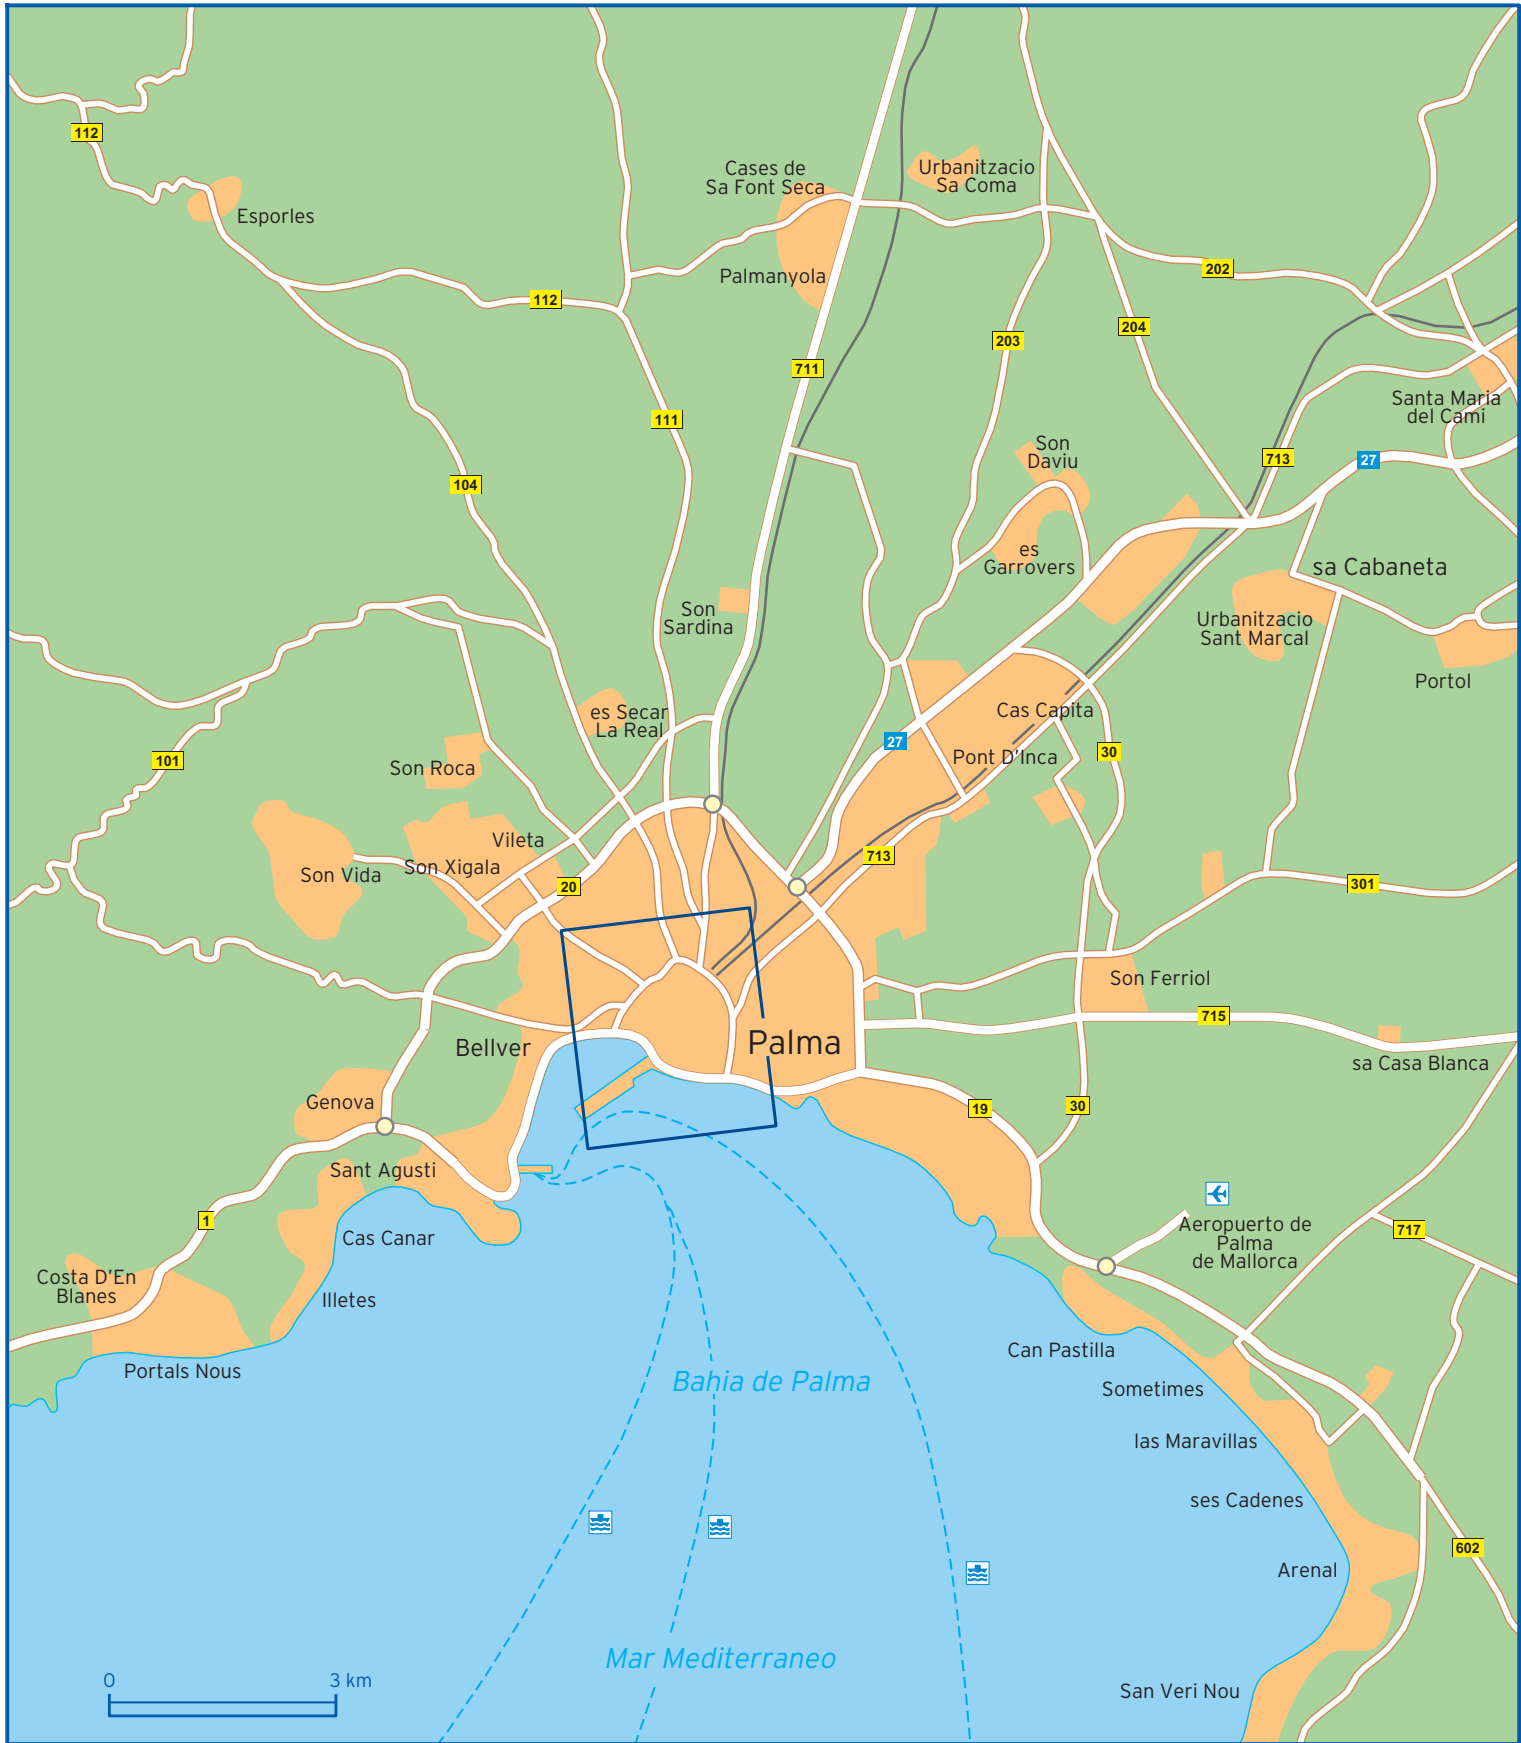 112
Esporles
Cases de
Sa Font Seca
Urbanitzacio
Sa Coma
Palmanyola
112
202
203
204
711
111
Santa Maria
del Cami
Son
Daviu
713
27
104
es
Garrovers
sa Cabaneta
Son
Sardina
Urbanitzacio
Sant Marcal
Portol
es Secar
La Real
Cas Capita
27
30
Pont D'Inca
101
Son Roca
Vileta
713
Son Xigala
Son Vida
20
301
Son Ferriol
715
Palma
Bellver
sa Casa Blanca
Genova
19
30
Sant Agusti
1
Aeropuerto de
Palma
de Mallorca
717
Cas Canar
Costa D'En
Blanes
Illetes
Can Pastilla
Portals Nous
Bahia de Palma
Sometimes
las Maravillas
ses Cadenes
602
Arenal
Mar Mediterraneo
0 3 km
San Veri Nou